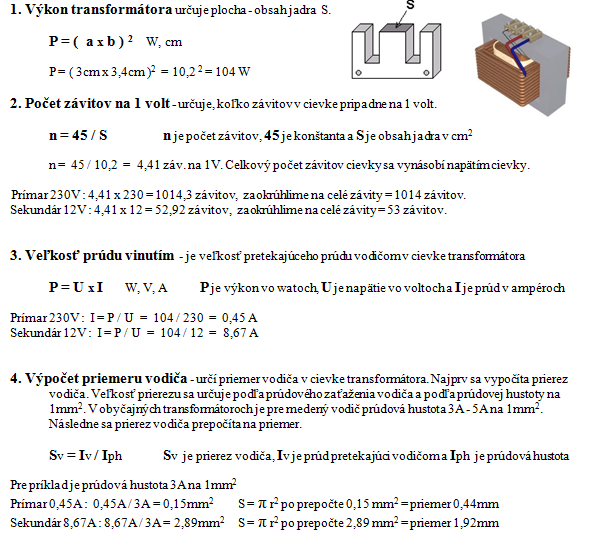 S
1. Výkon transformátora určuje plocha - obsah jadra S.
P = ( a x b ) ² W, cm
P = ( 3cm x 3,4cm )² = 10,2 ² = 104 W
2. Počet závitov na 1 volt - určuje, koľko závitov v cievke pripadne na 1 volt.
n = 45 / S n je počet závitov, 45 je konštanta a S je obsah jadra v cm²
n = 45 / 10,2 = 4,41 záv. na 1V. Celkový počet závitov cievky sa vynásobí napätím cievky.
Prímar 230V : 4,41 x 230 = 1014,3 závitov, zaokrúhlime na celé závity = 1014 závitov.
Sekundár 12V : 4,41 x 12 = 52,92 závitov, zaokrúhlime na celé závity = 53 závitov.
3. Veľkosť prúdu vinutím - je veľkosť pretekajúceho prúdu vodičom v cievke transformátora
P = U x I W, V, A P je výkon vo watoch, U je napätie vo voltoch a I je prúd v ampéroch
Prímar 230V : I = P / U = 104 / 230 = 0,45 A
Sekundár 12V : I = P / U = 104 / 12 = 8,67 A
4. Výpočet priemeru vodiča - určí priemer vodiča v cievke transformátora. Najprv sa vypočíta prierez
vodiča. Veľkosť prierezu sa určuje podľa prúdového zaťaženia vodiča a podľa prúdovej hustoty na
1mm². V obyčajných transformátoroch je pre medený vodič prúdová hustota 3A - 5A na 1mm².
Následne sa prierez vodiča prepočíta na priemer.
Sv = Iv / Iph Sv je prierez vodiča, Iv je prúd pretekajúci vodičom a Iph je prúdová hustota
Pre príklad je prúdová hustota 3A na 1mm²
Prímar 0,45A : 0,45A / 3A = 0,15mm² S = π r² po prepočte 0,15 mm² = priemer 0,44mm
Sekundár 8,67A : 8,67A / 3A = 2,89mm² S = π r² po prepočte 2,89 mm² = priemer 1,92mm